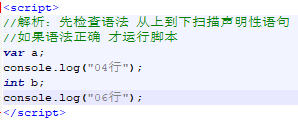 <script>
//解析：先检查语法 从上到下扫描声明性语句
//如果语法正确 才运行脚本
var a;
console.log("04行");
int b;
console.log("06行");
</script>